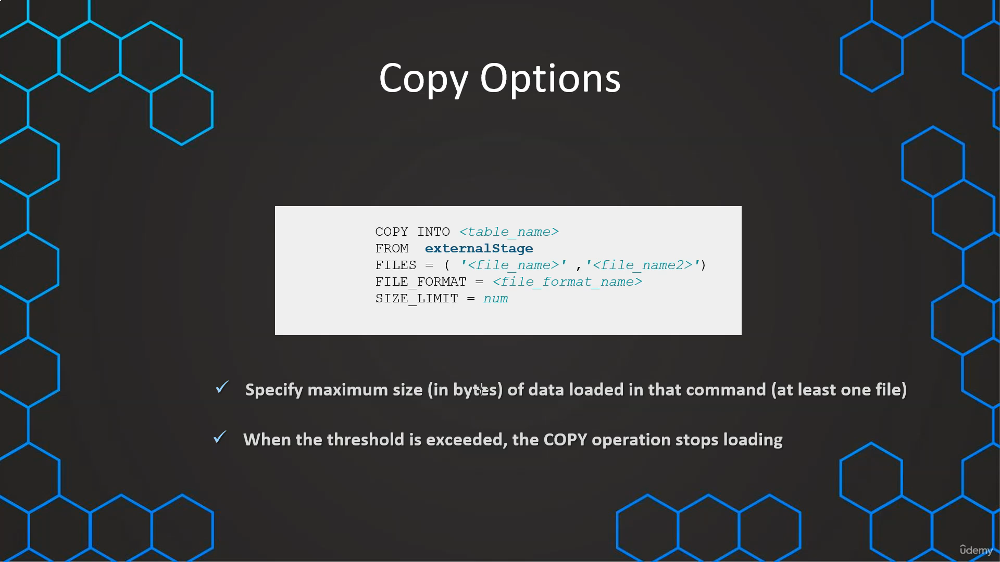 Copy Options
COPY INTO <table_name>
FROM  externalStage
FILES = ( '<file_name>' ,'<file_name2>')
FILE_FORMAT = <file_format_name>
SIZE_LIMIT = num
✓ Specify maximum size (in bytes) of data loaded in that command (at least one file)
✓ When the threshold is exceeded, the COPY operation stops loading
ûdemy